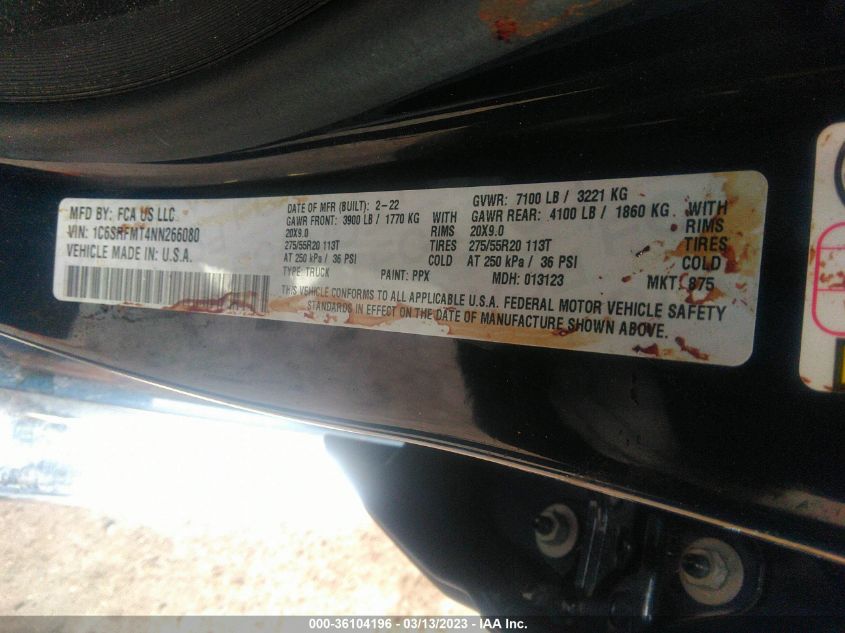 MFD BY: FCA US LLC
VIN: 1C6SRFMT4NN266080
VEHICLE MADE IN: U.S.A.
DATE OF MFR (BUILT): 2-22
GVWR: 7100 LB / 3221 KG
GAWR FRONT: 3900 LB / 1770 KG WITH
20X9.0 RIMS
275/55R20 113T TIRES
AT 250 kPa / 36 PSI COLD
GAWR REAR: 4100 LB / 1860 KG WITH
20X9.0 RIMS
275/55R20 113T TIRES
AT 250 kPa / 36 PSI COLD
TYPE: TRUCK PAINT: PPX MDH: 013123 MKT: 875
THIS VEHICLE CONFORMS TO ALL APPLICABLE U.S.A. FEDERAL MOTOR VEHICLE SAFETY
STANDARDS IN EFFECT ON THE DATE OF MANUFACTURE SHOWN ABOVE.
000-36104196 - 03/13/2023 - IAA Inc.